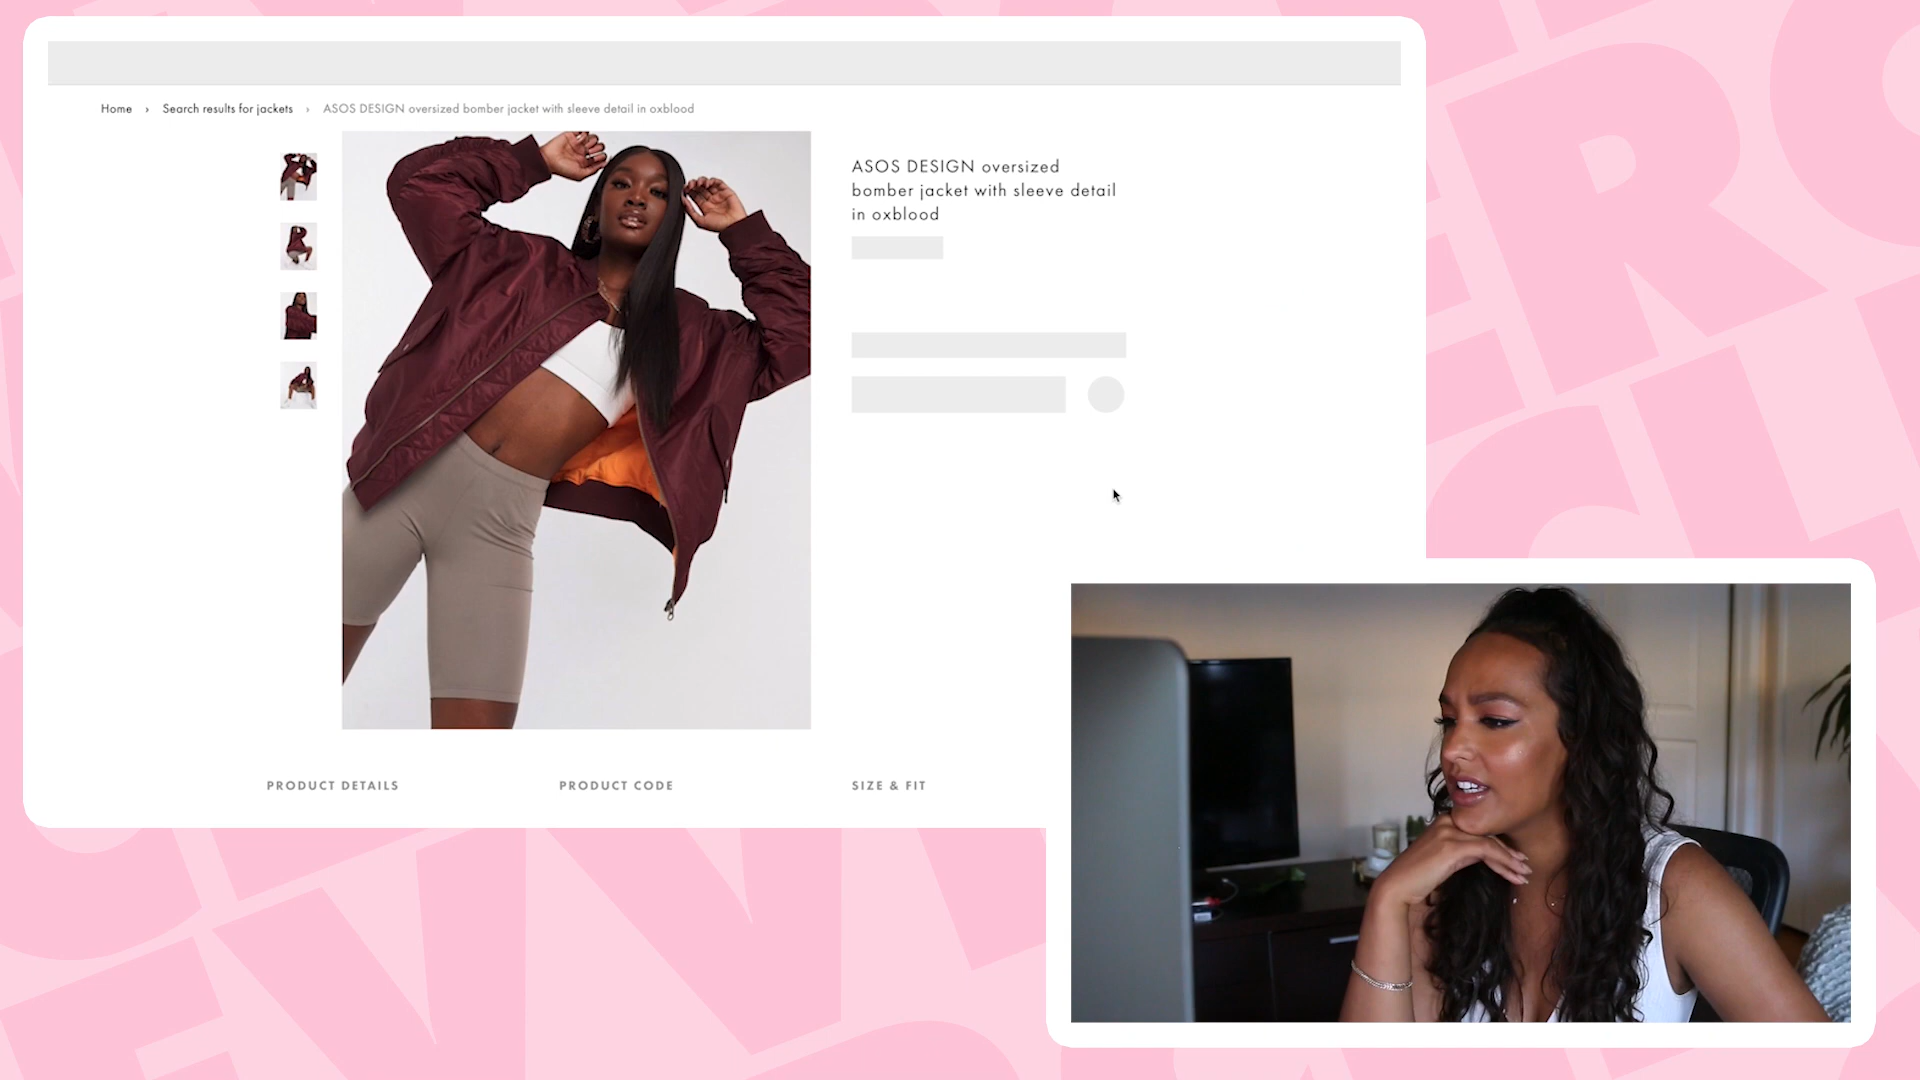 Home › Search results for jackets › ASOS DESIGN oversized bomber jacket with sleeve detail in oxblood
ASOS DESIGN oversized
bomber jacket with sleeve detail
in oxblood
PRODUCT DETAILS
PRODUCT CODE
SIZE & FIT